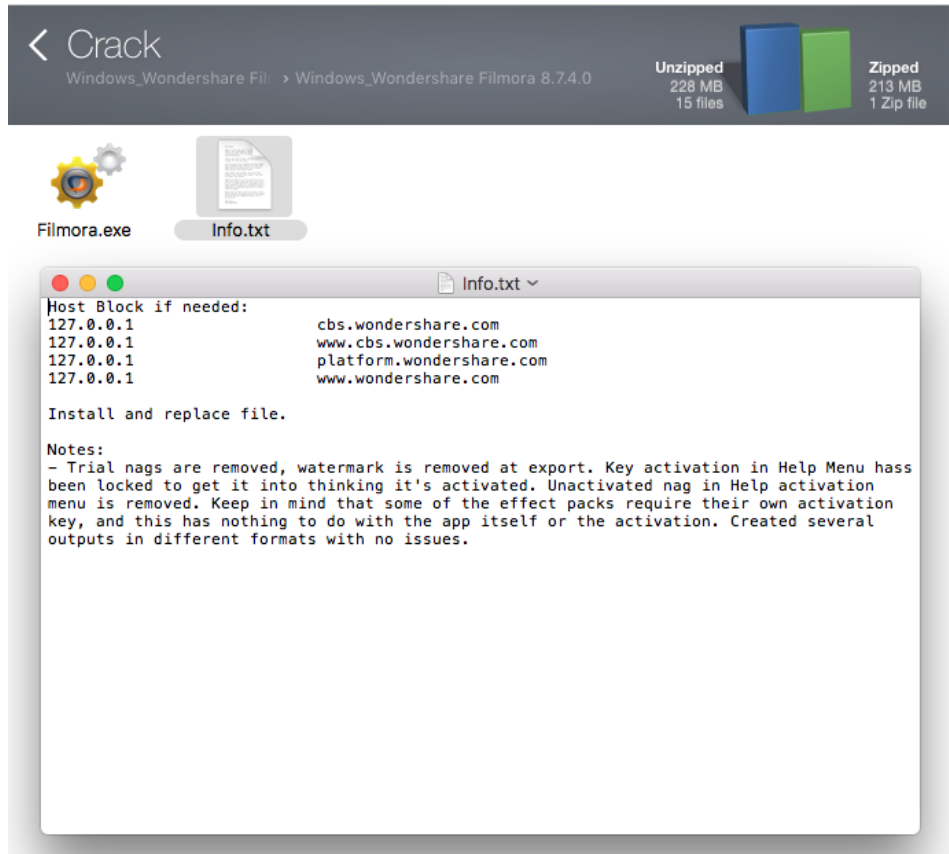 Crack
Windows_Wondershare Fil › Windows_Wondershare Filmora 8.7.4.0
Unzipped
228 MB
15 files
Zipped
213 MB
1 Zip file
Filmora.exe
Info.txt
Info.txt
Host Block if needed:
127.0.0.1 cbs.wondershare.com
127.0.0.1 www.cbs.wondershare.com
127.0.0.1 platform.wondershare.com
127.0.0.1 www.wondershare.com
Install and replace file.
Notes:
– Trial nags are removed, watermark is removed at export. Key activation in Help Menu hass
been locked to get it into thinking it's activated. Unactivated nag in Help activation
menu is removed. Keep in mind that some of the effect packs require their own activation
key, and this has nothing to do with the app itself or the activation. Created several
outputs in different formats with no issues.